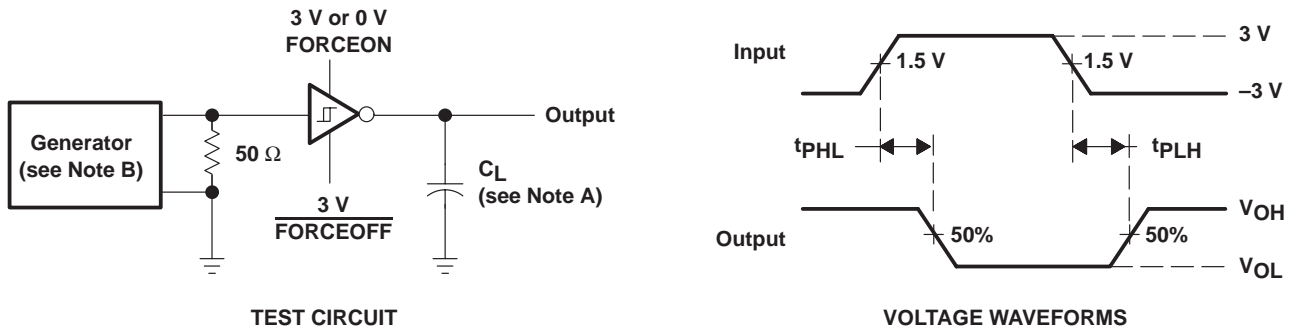 3 V or 0 V
FORCEON
Generator
(see Note B)
50 Ω
Output
CL
(see Note A)
3 V
FORCEOFF
TEST CIRCUIT
Input
3 V
1.5 V
1.5 V
–3 V
tPHL
tPLH
Output
VOH
50%
50%
VOL
VOLTAGE WAVEFORMS